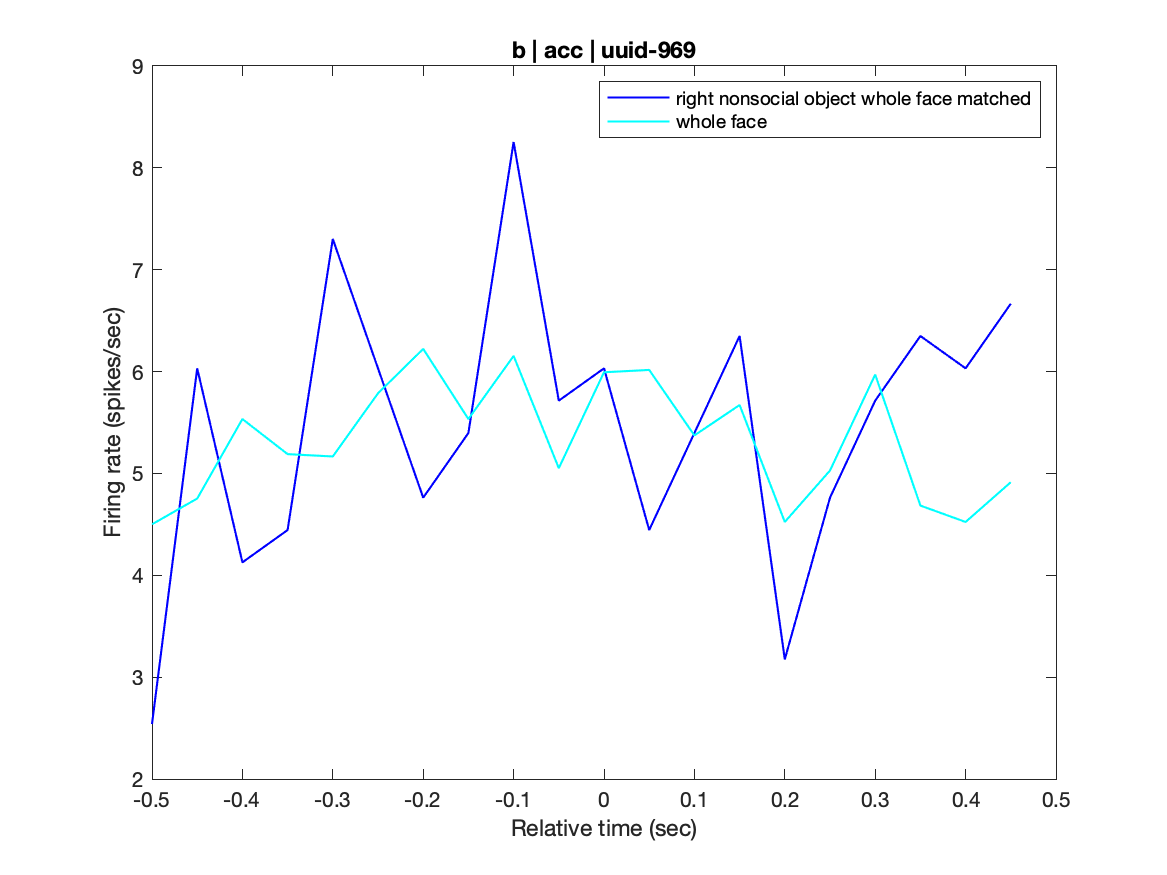 b | acc | uuid-969
right nonsocial object whole face matched
whole face
9
8
7
6
5
4
3
2
Firing rate (spikes/sec)
-0.5 -0.4 -0.3 -0.2 -0.1 0 0.1 0.2 0.3 0.4 0.5
Relative time (sec)